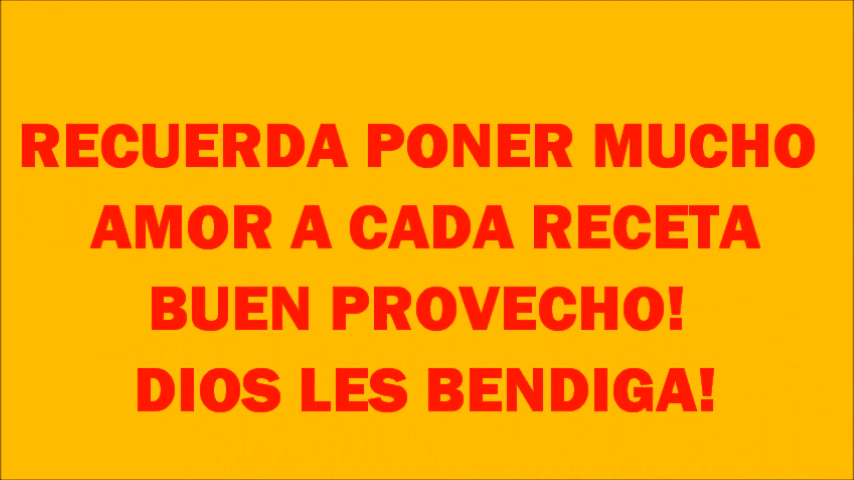 RECUERDA PONER MUCHO
AMOR A CADA RECETA
BUEN PROVECHO!
DIOS LES BENDIGA!